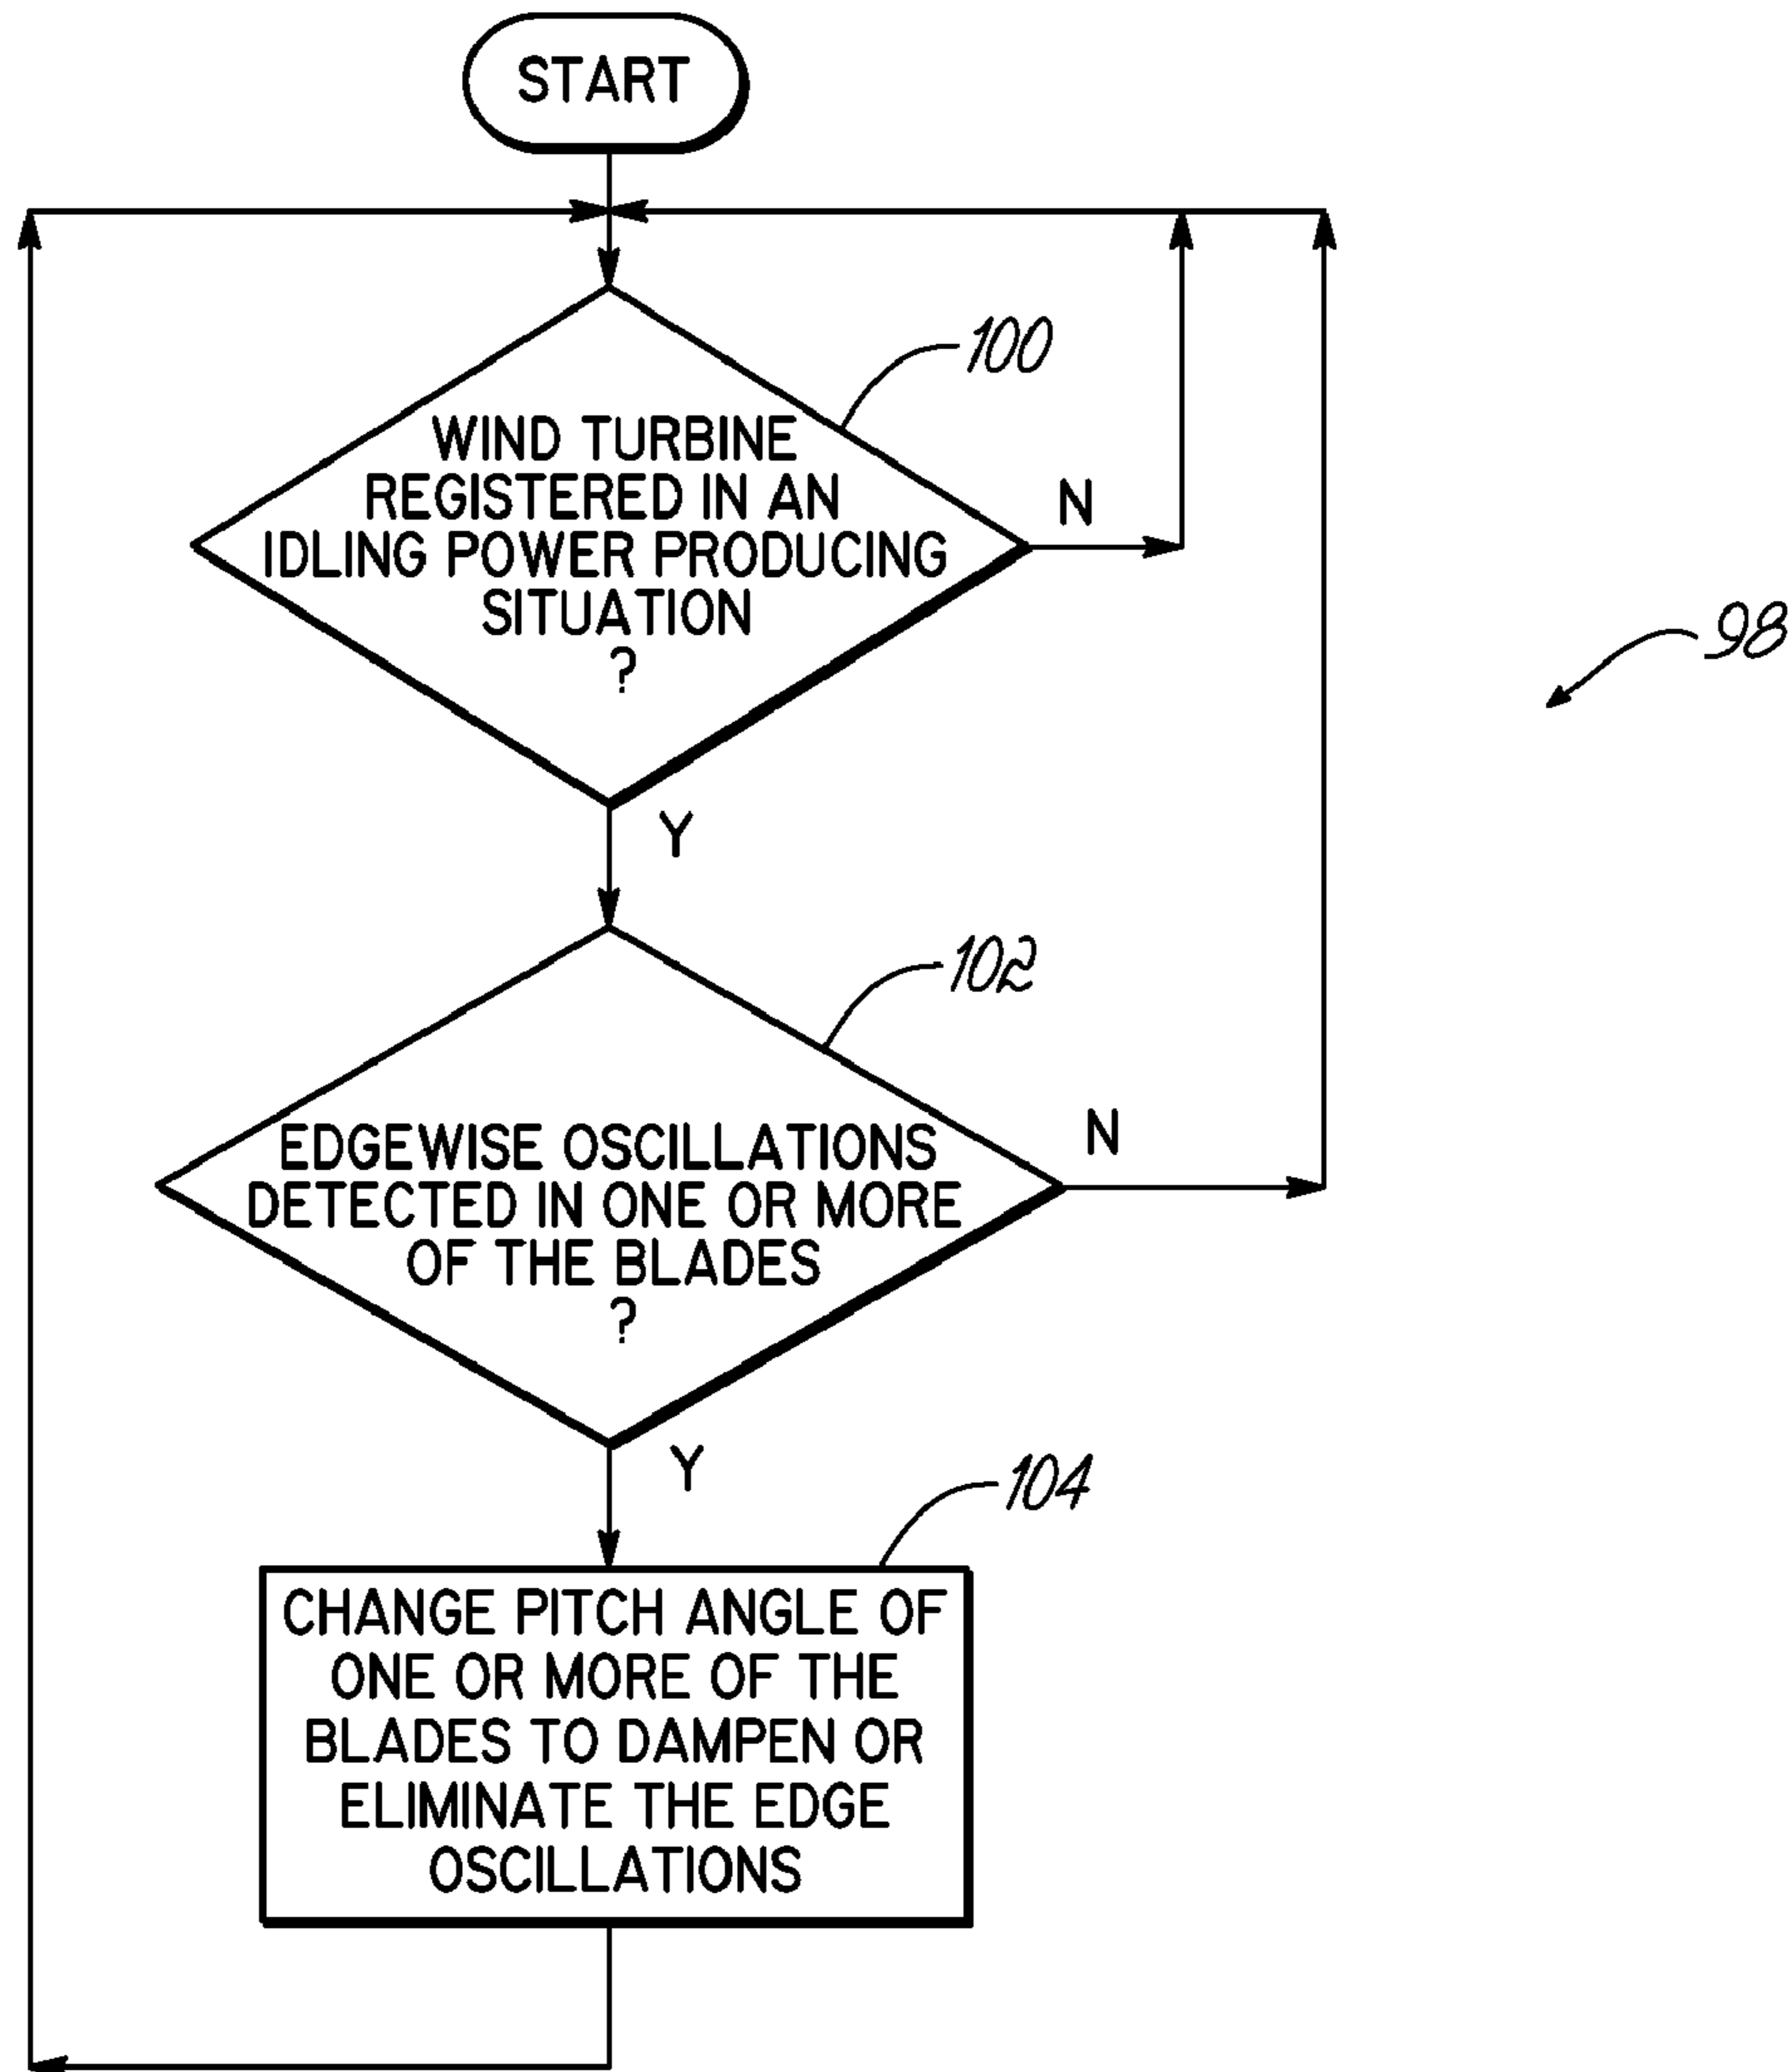 START
100
WIND TURBINE
REGISTERED IN AN
IDLING POWER PRODUCING
SITUATION
?
N
98
Y
102
EDGEWISE OSCILLATIONS
DETECTED IN ONE OR MORE
OF THE BLADES
?
N
Y
104
CHANGE PITCH ANGLE OF
ONE OR MORE OF THE
BLADES TO DAMPEN OR
ELIMINATE THE EDGE
OSCILLATIONS